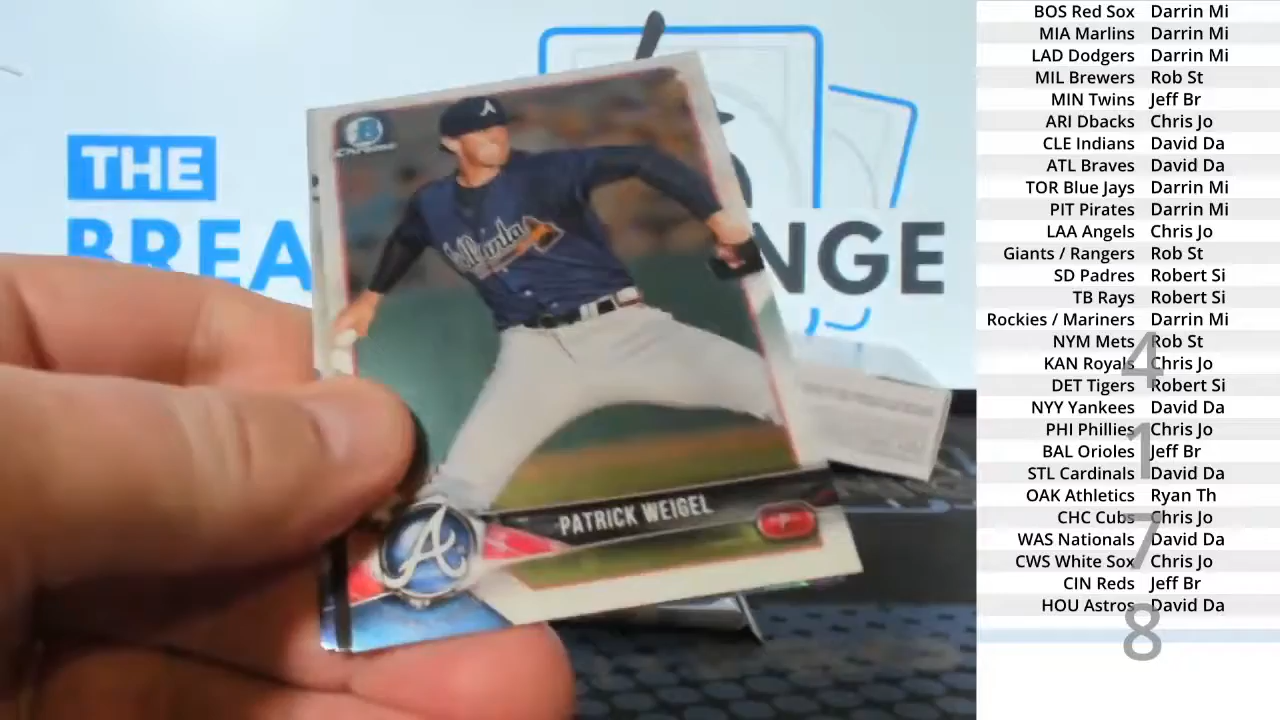 THE
BREA NGE
Chrome
Atlanta
A
PATRICK WEIGEL
P
BOS Red Sox Darrin Mi
MIA Marlins Darrin Mi
LAD Dodgers Darrin Mi
MIL Brewers Rob St
MIN Twins Jeff Br
ARI Dbacks Chris Jo
CLE Indians David Da
ATL Braves David Da
TOR Blue Jays Darrin Mi
PIT Pirates Darrin Mi
LAA Angels Chris Jo
Giants / Rangers Rob St
SD Padres Robert Si
TB Rays Robert Si
Rockies / Mariners Darrin Mi
NYM Mets Rob St
KAN Royals Chris Jo
DET Tigers Robert Si
NYY Yankees David Da
PHI Phillies Chris Jo
BAL Orioles Jeff Br
STL Cardinals David Da
OAK Athletics Ryan Th
CHC Cubs Chris Jo
WAS Nationals David Da
CWS White Sox Chris Jo
CIN Reds Jeff Br
HOU Astros David Da
4
1
7
8